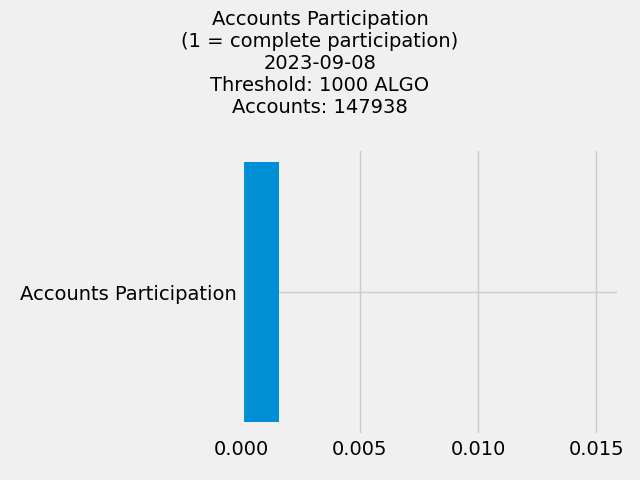 Accounts Participation
(1 = complete participation)
2023-09-08
Threshold: 1000 ALGO
Accounts: 147938
Accounts Participation
0.000 0.005 0.010 0.015